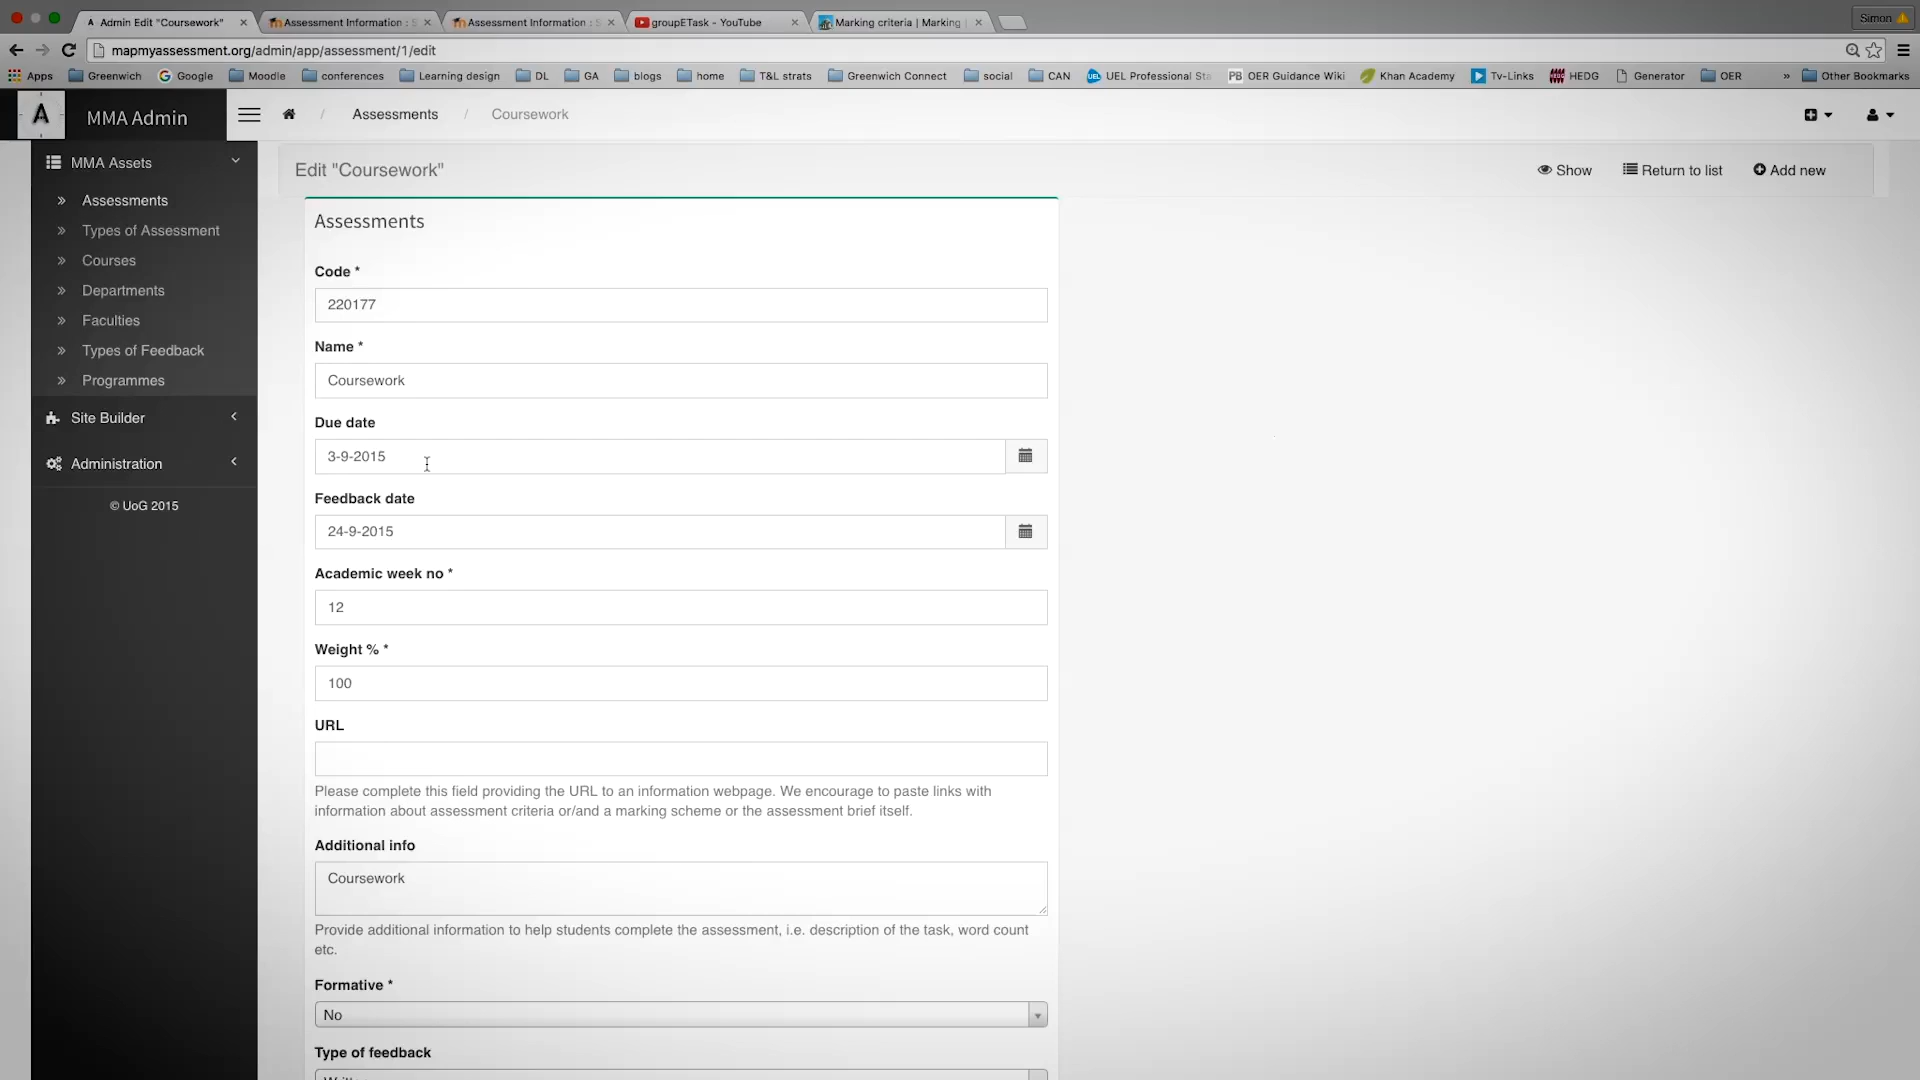 Admin Edit "Coursework"
Assessment Information : S
Assessment Information : S
groupETask - YouTube
Marking criteria | Marking
Simon
mapmyassessment.org/admin/app/assessment/1/edit
Apps Greenwich Google Moodle conferences Learning design DL GA blogs home T&L strats Greenwich Connect social CAN UEL Professional Sta PB OER Guidance Wiki Khan Academy Tv-Links HEDG Generator OER » Other Bookmarks
A MMA Admin / Assessments / Coursework
MMA Assets
Assessments
Types of Assessment
Courses
Departments
Faculties
Types of Feedback
Programmes
Site Builder
Administration
© UoG 2015
Edit "Coursework"
Show Return to list Add new
Assessments
Code *
220177
Name *
Coursework
Due date
3-9-2015
Feedback date
24-9-2015
Academic week no *
12
Weight % *
100
URL
Please complete this field providing the URL to an information webpage. We encourage to paste links with
information about assessment criteria or/and a marking scheme or the assessment brief itself.
Additional info
Coursework
Provide additional information to help students complete the assessment, i.e. description of the task, word count
etc.
Formative *
No
Type of feedback